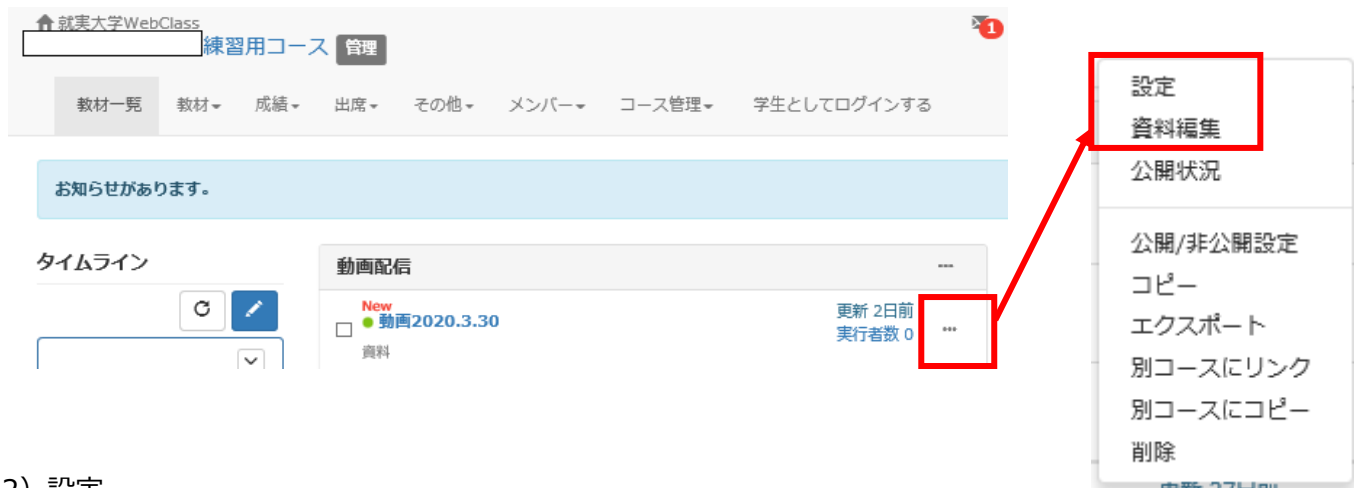 就実大学WebClass
練習用コース 管理
1
教材一覧 教材 成績 出席 その他 メンバー コース管理 学生としてログインする
お知らせがあります。
タイムライン
動画配信 ...
New
動画2020.3.30
資料
更新 2日前
実行者数 0
...
設定
資料編集
公開状況
公開/非公開設定
コピー
エクスポート
別コースにリンク
別コースにコピー
削除
2）設定